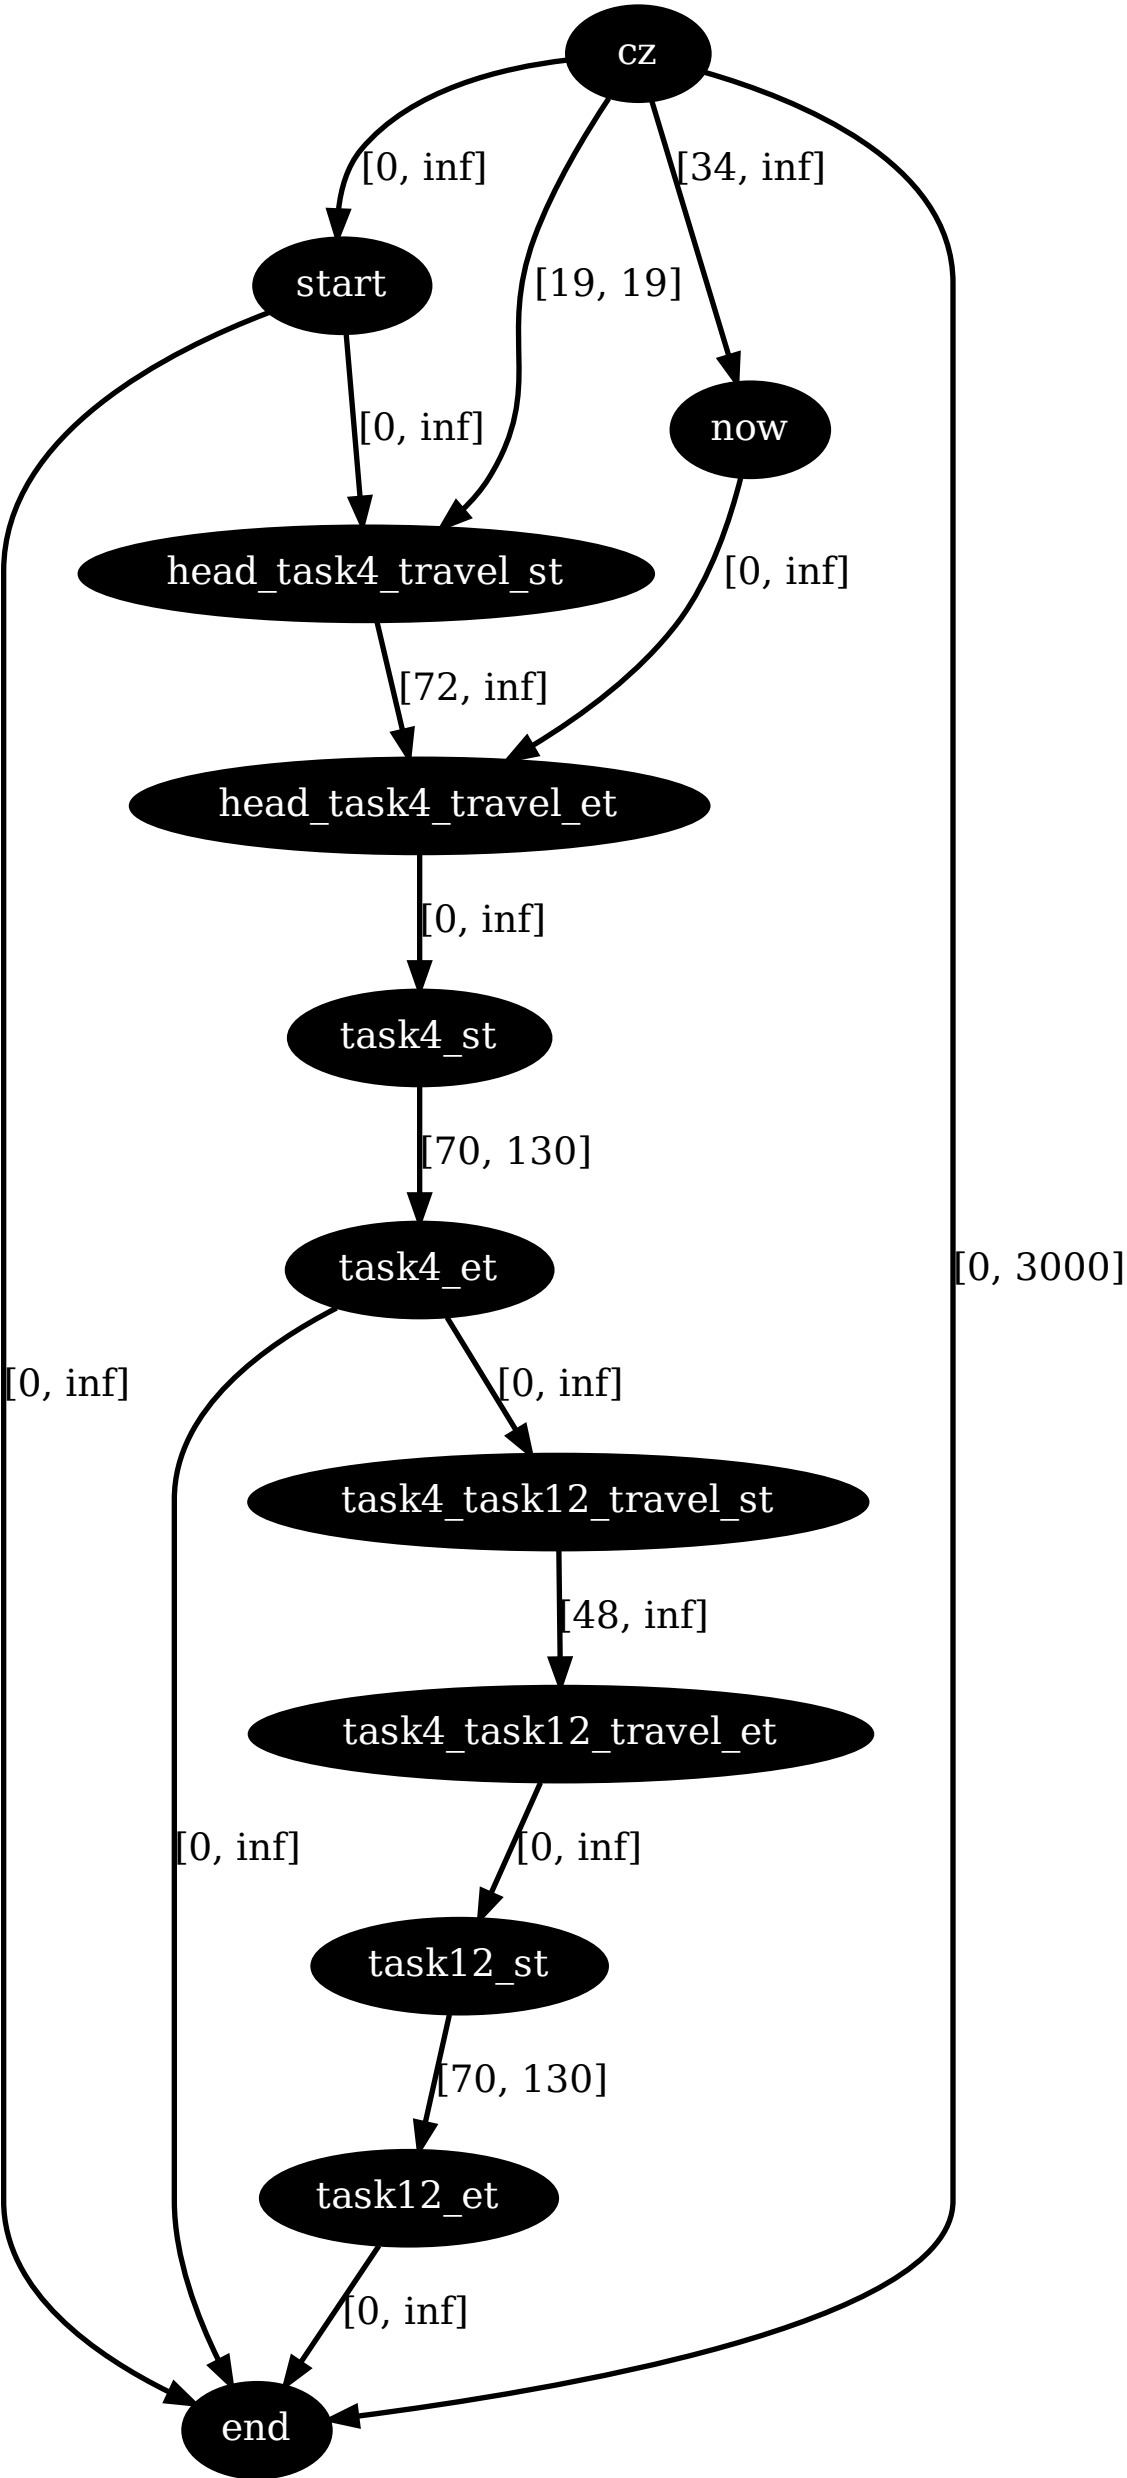 cz
[0, inf]
[34, inf]
start
[19, 19]
[0, inf]
now
head_task4_travel_st
[0, inf]
[72, inf]
head_task4_travel_et
[0, inf]
task4_st
[70, 130]
task4_et
[0, 3000]
[0, inf]
[0, inf]
task4_task12_travel_st
[48, inf]
task4_task12_travel_et
[0, inf]
[0, inf]
task12_st
[70, 130]
task12_et
[0, inf]
end